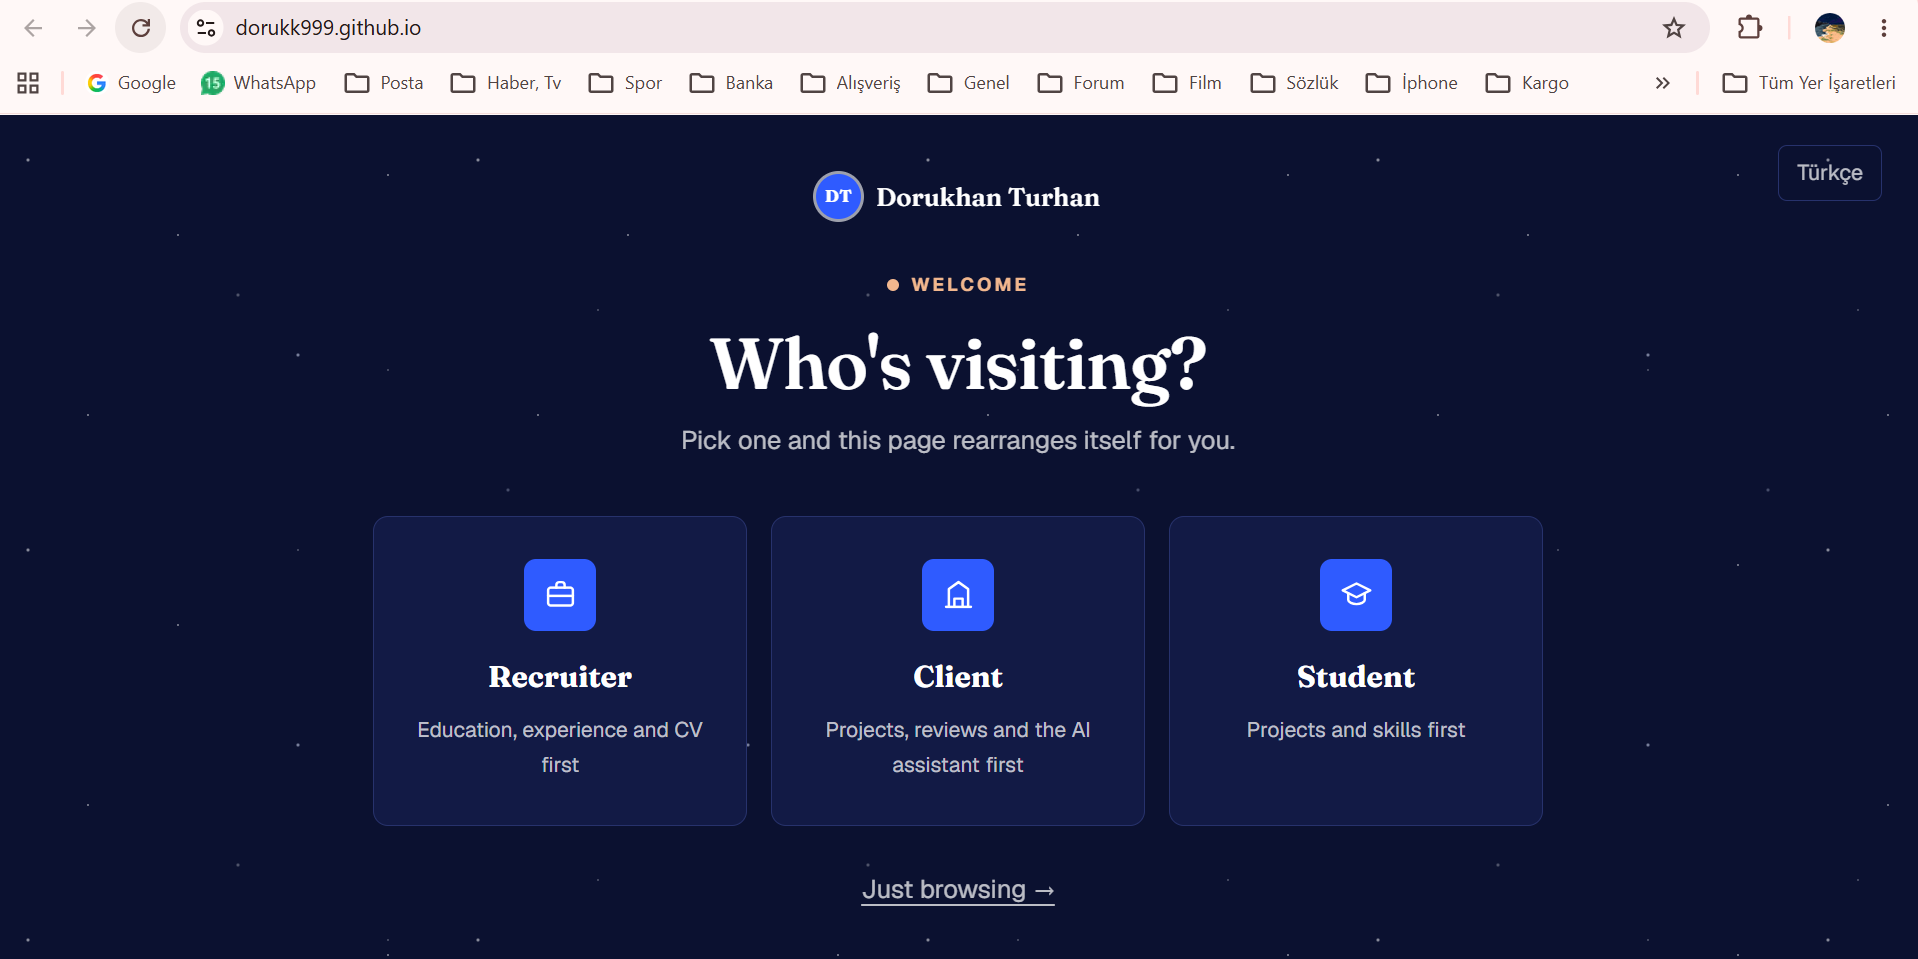 dorukk999.github.io
Google
15
WhatsApp
Posta
Haber, Tv
Spor
Banka
Alışveriş
Genel
Forum
Film
Sözlük
İphone
Kargo
Tüm Yer İşaretleri
Türkçe
DT
Dorukhan Turhan
WELCOME
Who's visiting?
Pick one and this page rearranges itself for you.
Recruiter
Education, experience and CV
first
Client
Projects, reviews and the AI
assistant first
Student
Projects and skills first
Just browsing →